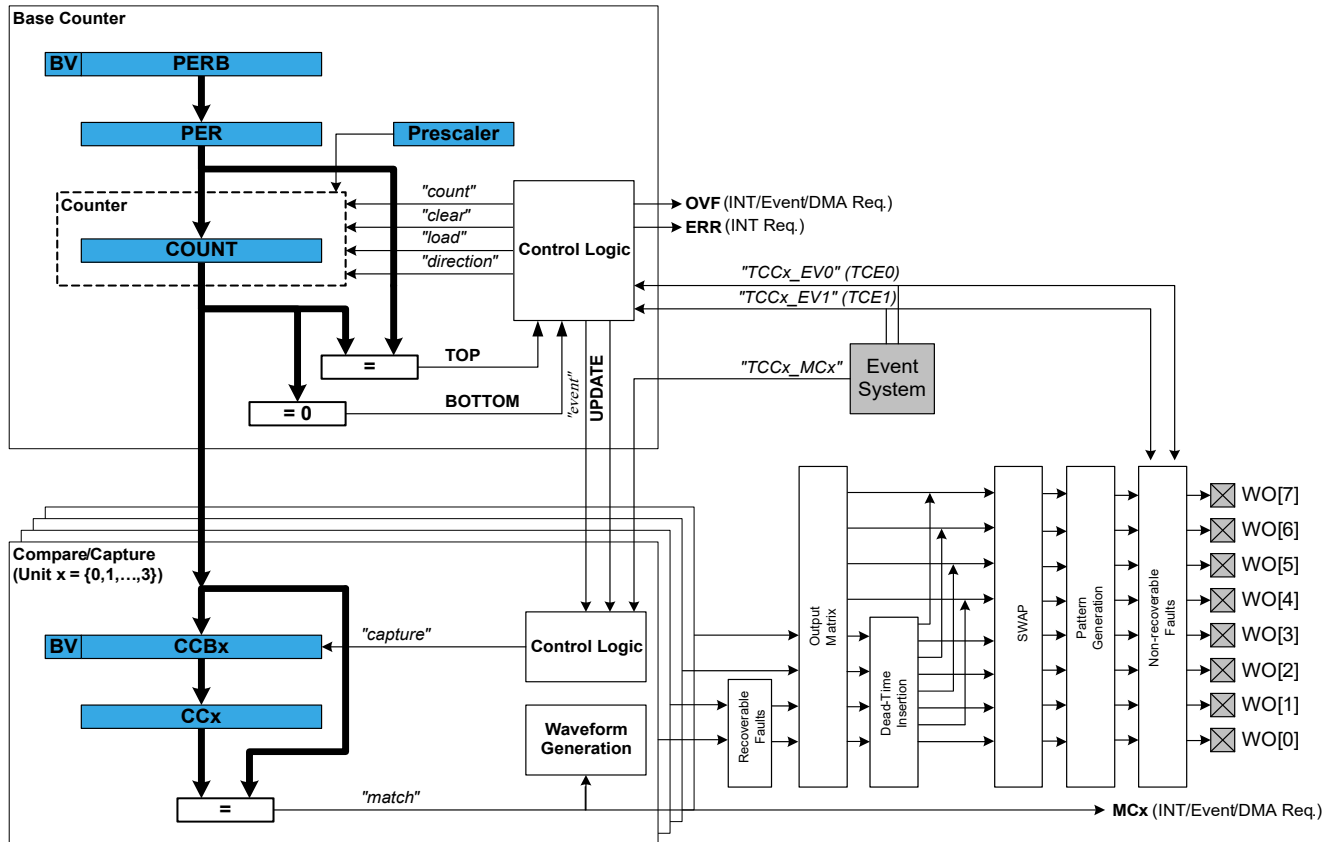 Base Counter
BV
PERB
PER
Prescaler
Counter
COUNT
"count"
"clear"
"load"
"direction"
Control Logic
OVF (INT/Event/DMA Req.)
ERR (INT Req.)
"TCCx_EV0" (TCE0)
"TCCx_EV1" (TCE1)
"TCCx_MCx"
Event
System
=
TOP
= 0
BOTTOM
"event"
UPDATE
Compare/Capture
(Unit x = {0,1,…,3})
BV
CCBx
CCx
"capture"
Control Logic
Waveform
Generation
=
"match"
Recoverable
Faults
Output
Matrix
Dead-Time
Insertion
SWAP
Pattern
Generation
Non-recoverable
Faults
WO[7]
WO[6]
WO[5]
WO[4]
WO[3]
WO[2]
WO[1]
WO[0]
MCx (INT/Event/DMA Req.)